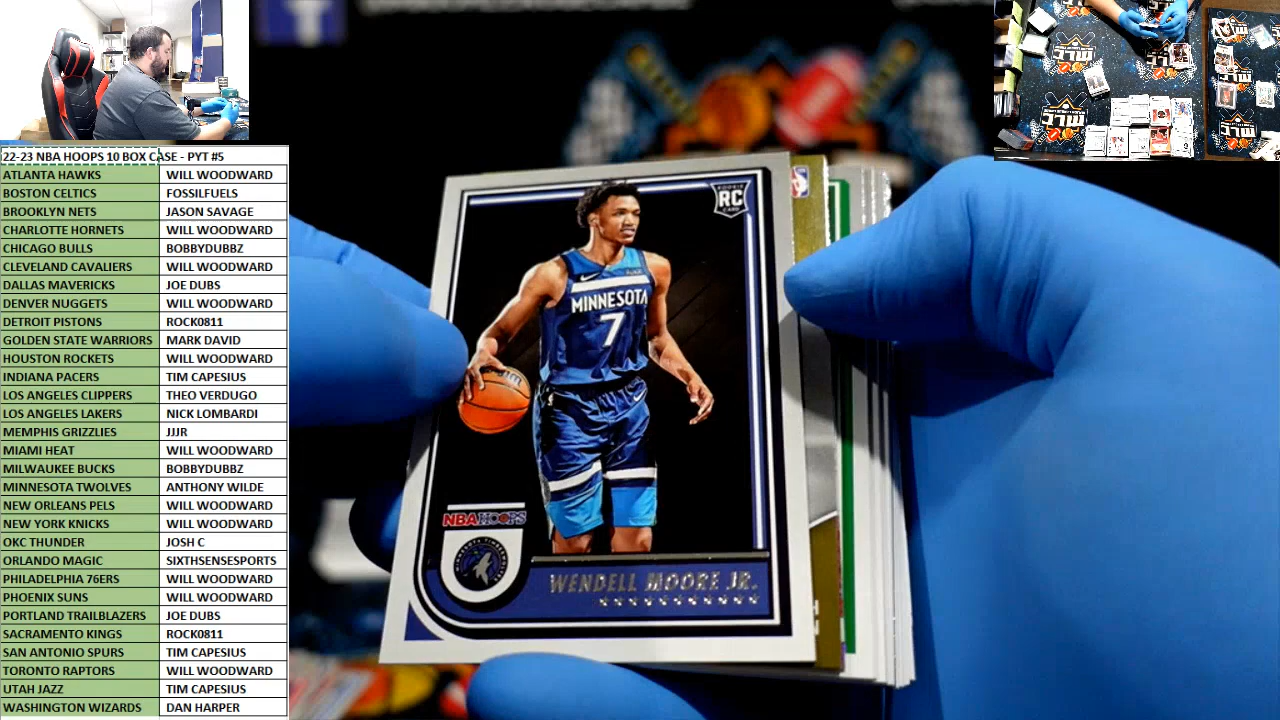 22-23 NBA HOOPS 10 BOX CASE - PYT #5
ATLANTA HAWKS WILL WOODWARD
BOSTON CELTICS FOSSILFUELS
BROOKLYN NETS JASON SAVAGE
CHARLOTTE HORNETS WILL WOODWARD
CHICAGO BULLS BOBBYDUBBZ
CLEVELAND CAVALIERS WILL WOODWARD
DALLAS MAVERICKS JOE DUBS
DENVER NUGGETS WILL WOODWARD
DETROIT PISTONS ROCK0811
GOLDEN STATE WARRIORS MARK DAVID
HOUSTON ROCKETS WILL WOODWARD
INDIANA PACERS TIM CAPESIUS
LOS ANGELES CLIPPERS THEO VERDUGO
LOS ANGELES LAKERS NICK LOMBARDI
MEMPHIS GRIZZLIES JJJR
MIAMI HEAT WILL WOODWARD
MILWAUKEE BUCKS BOBBYDUBBZ
MINNESOTA TWOLVES ANTHONY WILDE
NEW ORLEANS PELS WILL WOODWARD
NEW YORK KNICKS WILL WOODWARD
OKC THUNDER JOSH C
ORLANDO MAGIC SIXTHSENSESPORTS
PHILADELPHIA 76ERS WILL WOODWARD
PHOENIX SUNS WILL WOODWARD
PORTLAND TRAILBLAZERS JOE DUBS
SACRAMENTO KINGS ROCK0811
SAN ANTONIO SPURS TIM CAPESIUS
TORONTO RAPTORS WILL WOODWARD
UTAH JAZZ TIM CAPESIUS
WASHINGTON WIZARDS DAN HARPER
ROOKIE
RC
CARD
MINNESOTA
7
NBA HOOPS
WENDELL MOORE JR.